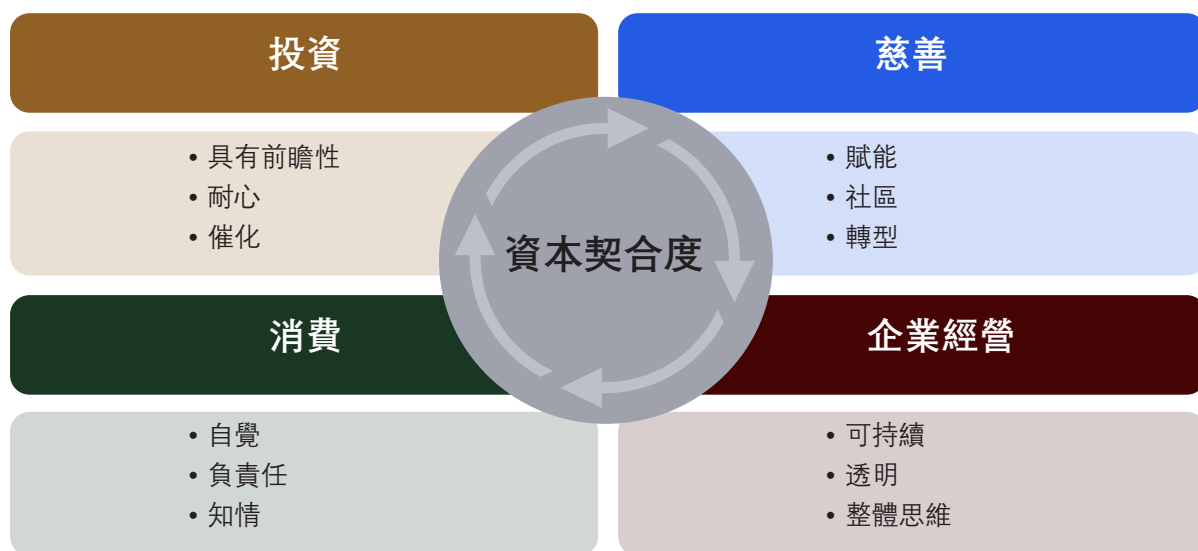 投資
• 具有前瞻性
• 耐心
• 催化
慈善
• 賦能
• 社區
• 轉型
資本契合度
消費
• 自覺
• 負責任
• 知情
企業經營
• 可持續
• 透明
• 整體思維